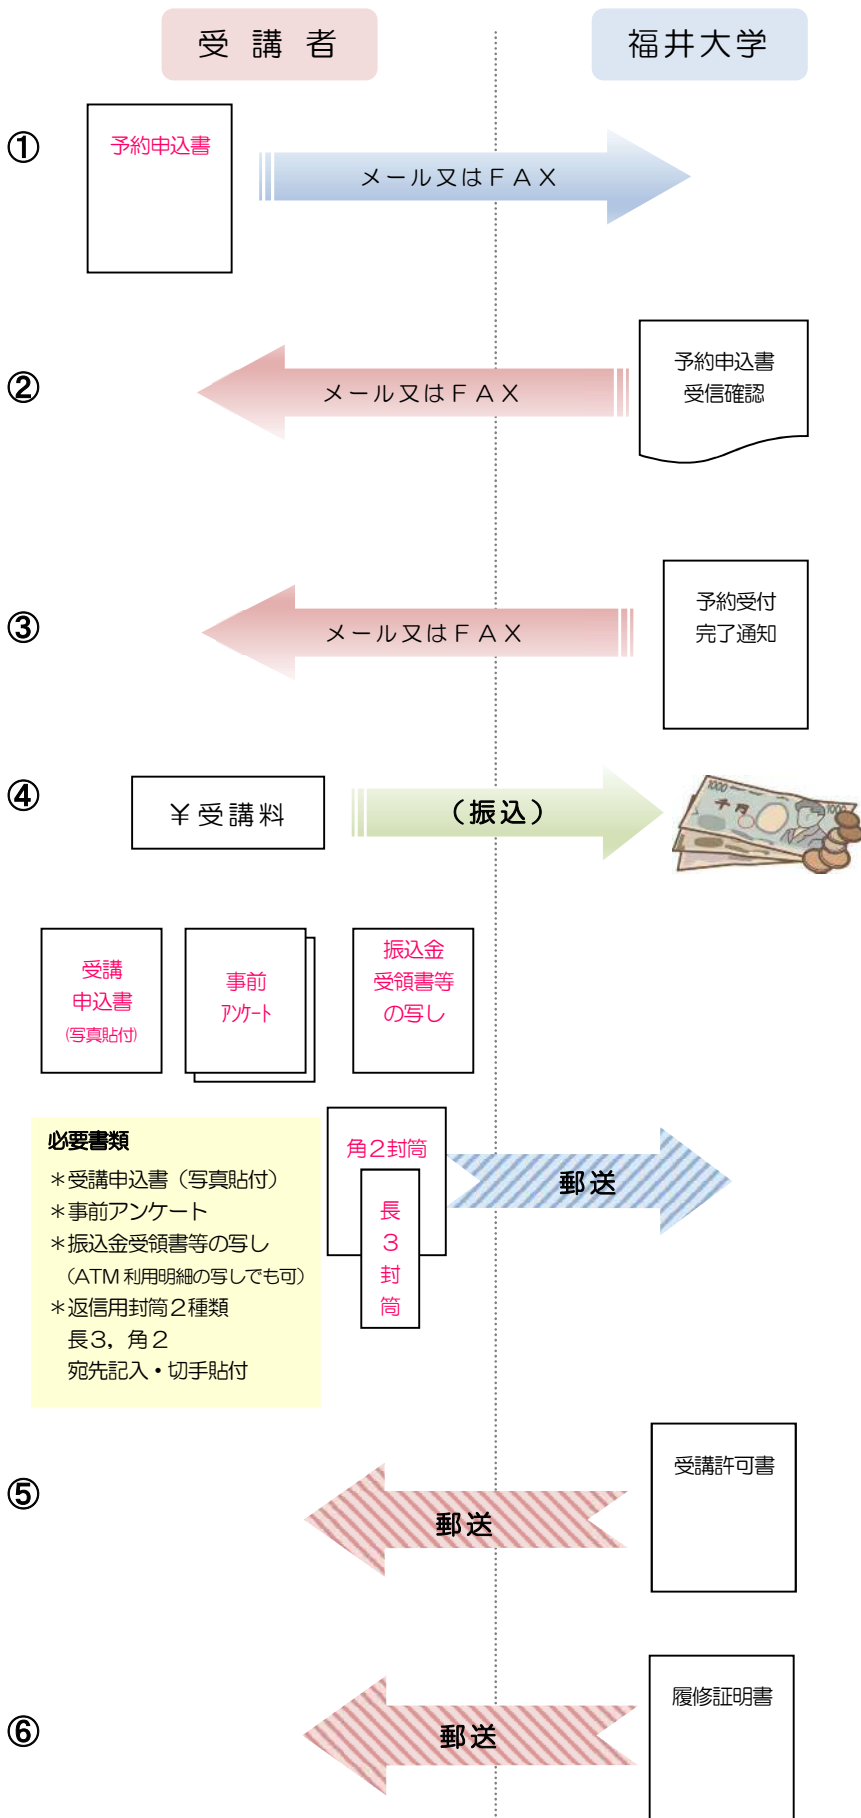 受講者
福井大学
①
予約申込書
メール又はＦＡＸ
②
メール又はＦＡＸ
予約申込書
受信確認
③
メール又はＦＡＸ
予約受付
完了通知
④
￥受講料
（振込）
1000
千円
1000
受講
申込書
(写真貼付)
事前
ｱﾝｹｰﾄ
振込金
受領書等
の写し
必要書類
＊受講申込書（写真貼付）
＊事前アンケート
＊振込金受領書等の写し
（ATM利用明細の写しでも可）
＊返信用封筒２種類
長３，角２
宛先記入・切手貼付
角２封筒
長
３
封
筒
郵送
⑤
郵送
受講許可書
⑥
郵送
履修証明書